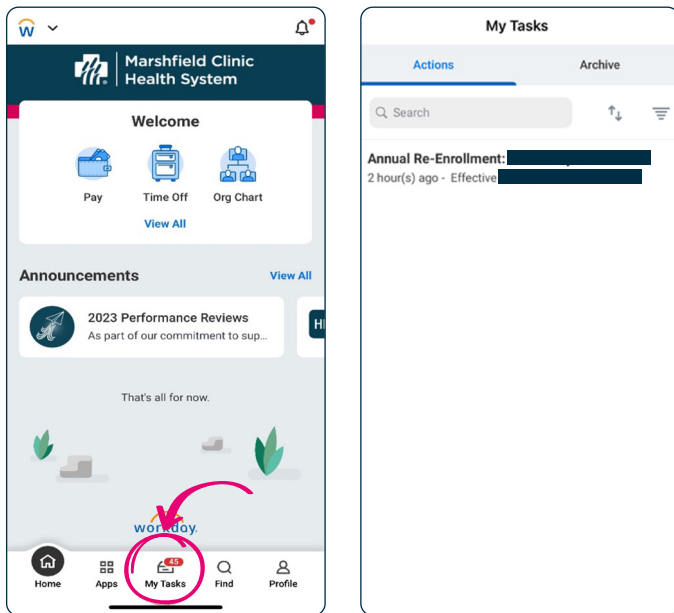 Marshfield Clinic
Health System
Welcome
Pay Time Off Org Chart
View All
Announcements View All
2023 Performance Reviews
As part of our commitment to sup...
That's all for now.
workday.
45
Home Apps My Tasks Find Profile
My Tasks
Actions Archive
Search
Annual Re-Enrollment:
2 hour(s) ago - Effective